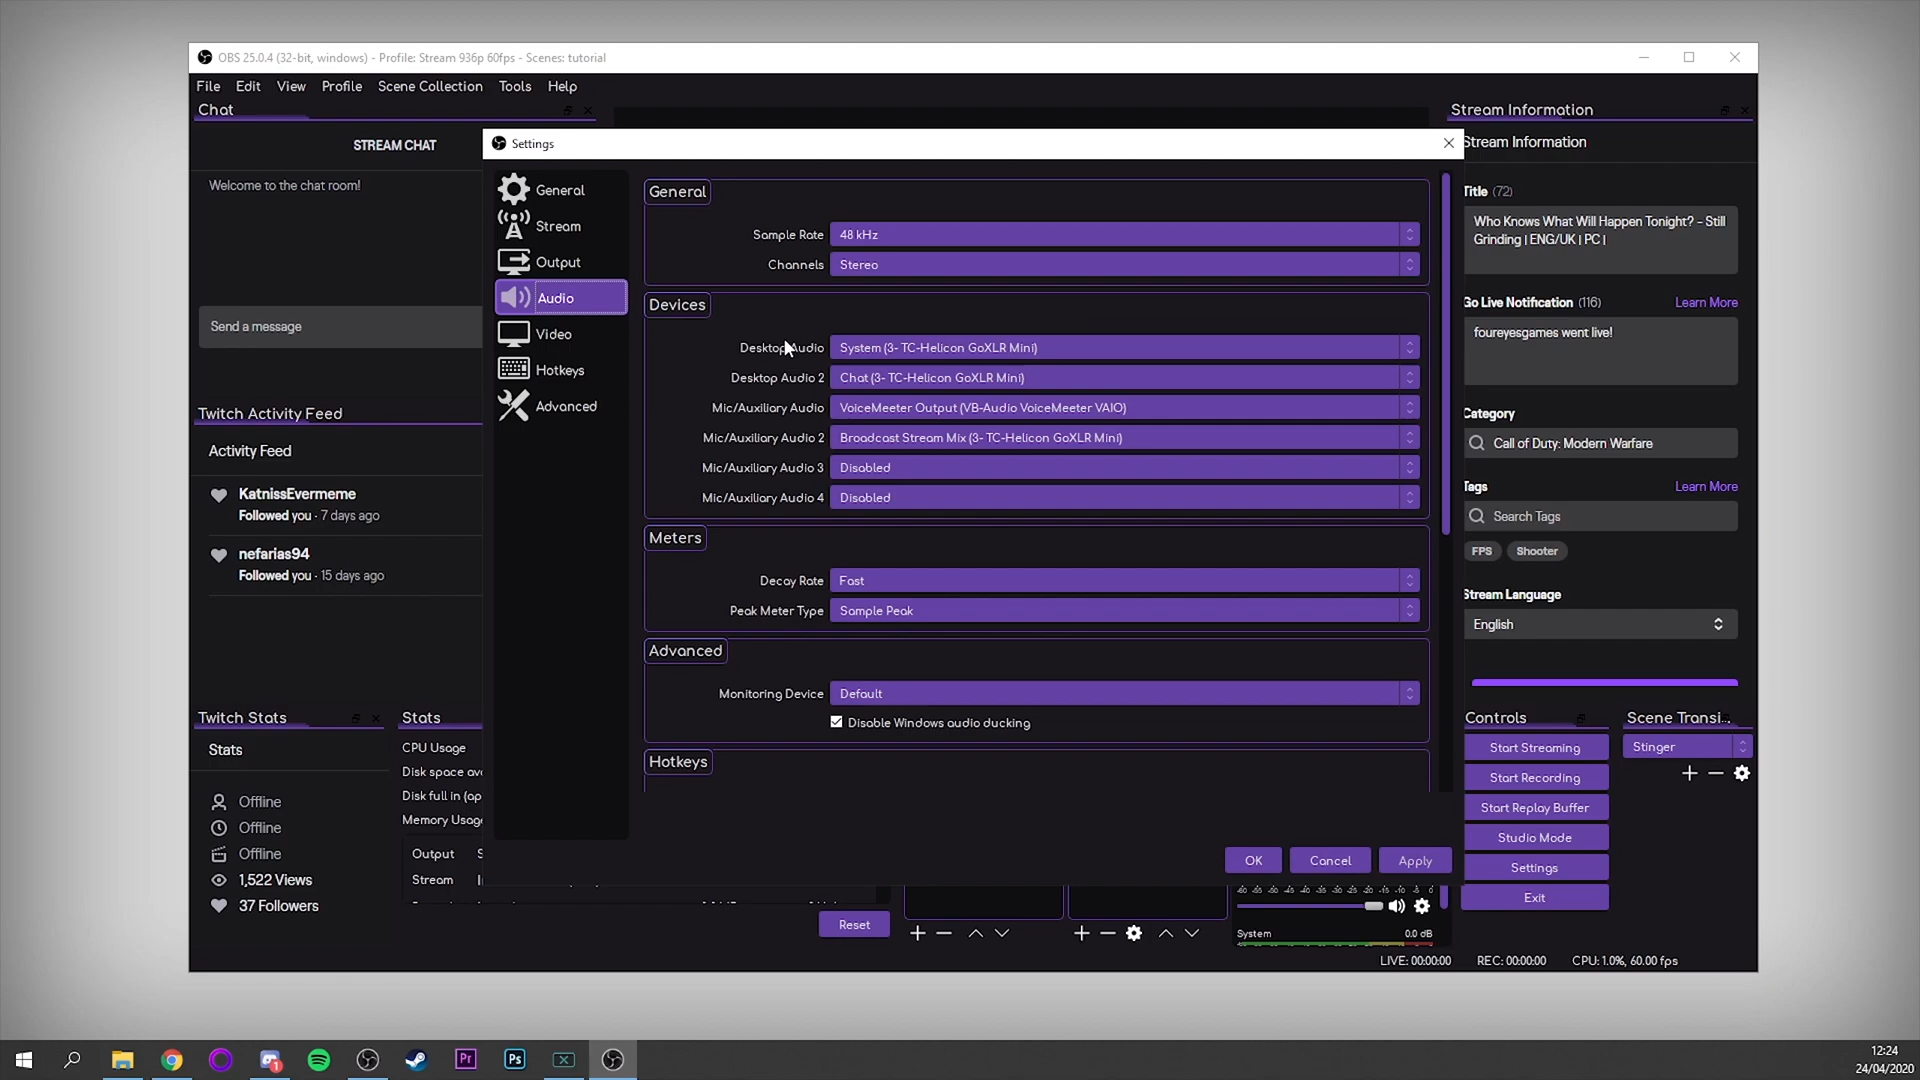 OBS 25.0.4 (32-bit, windows) - Profile: Stream 936p 60fps - Scenes: tutorial
File Edit View Profile Scene Collection Tools Help
Chat
STREAM CHAT
Welcome to the chat room!
Send a message
Twitch Activity Feed
Activity Feed
KatnissEvermeme
Followed you · 7 days ago
nefarias94
Followed you · 15 days ago
Twitch Stats
Stats
Offline
Offline
Offline
1,522 Views
37 Followers
Stats
CPU Usage
Disk space
Disk full in
Memory Usage
Output
Stream
Reset
Settings
General
Stream
Output
Audio
Video
Hotkeys
Advanced
General
Sample Rate 48 kHz
Channels Stereo
Devices
Desktop Audio System (3- TC-Helicon GoXLR Mini)
Desktop Audio 2 Chat (3- TC-Helicon GoXLR Mini)
Mic/Auxiliary Audio VoiceMeeter Output (VB-Audio VoiceMeeter VAIO)
Mic/Auxiliary Audio 2 Broadcast Stream Mix (3- TC-Helicon GoXLR Mini)
Mic/Auxiliary Audio 3 Disabled
Mic/Auxiliary Audio 4 Disabled
Meters
Decay Rate Fast
Peak Meter Type Sample Peak
Advanced
Monitoring Device Default
Disable Windows audio ducking
Hotkeys
OK Cancel Apply
System 0.0 dB
Stream Information
Stream Information
Title (72)
Who Knows What Will Happen Tonight? - Still
Grinding | ENG/UK | PC |
Go Live Notification (116) Learn More
foureyesgames went live!
Category
Call of Duty: Modern Warfare
Tags Learn More
Search Tags
FPS Shooter
Stream Language
English
Controls
Start Streaming
Start Recording
Start Replay Buffer
Studio Mode
Settings
Exit
Scene Transi...
Stinger
LIVE: 00:00:00 REC: 00:00:00 CPU: 1.0%, 60.00 fps
Pr Ps
1
12:24
24/04/2020